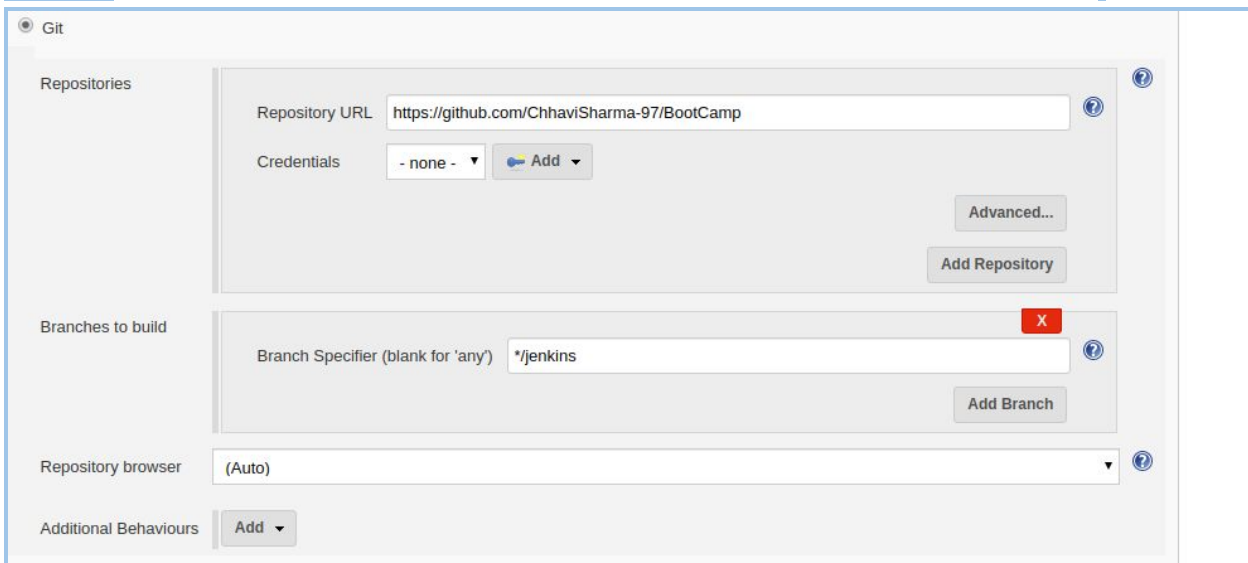 Git
Repositories
Repository URL https://github.com/ChhaviSharma-97/BootCamp
Credentials - none - Add
Advanced...
Add Repository
Branches to build
X
Branch Specifier (blank for 'any') */jenkins
Add Branch
Repository browser (Auto)
Additional Behaviours Add